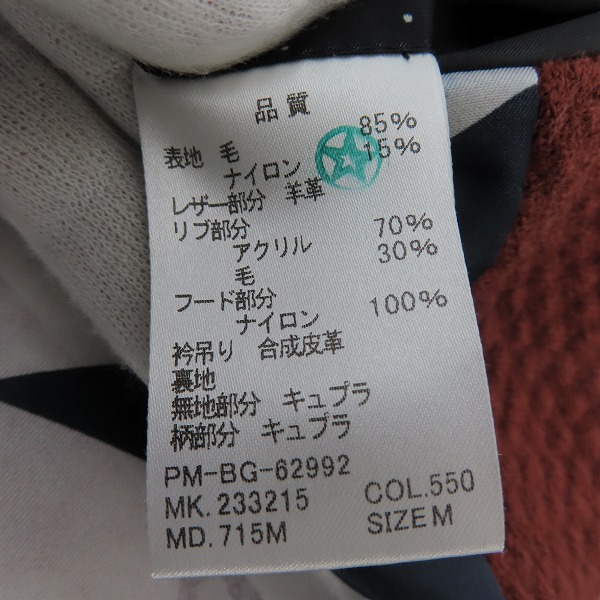 品質
表地 毛 85%
ナイロン 15%
レザー部分 羊革
リブ部分
アクリル 70%
毛 30%
フード部分
ナイロン 100%
衿吊り 合成皮革
裏地
無地部分 キュプラ
柄部分 キュプラ
PM-BG-62992
MK.233215 COL.550
MD.715M SIZE M